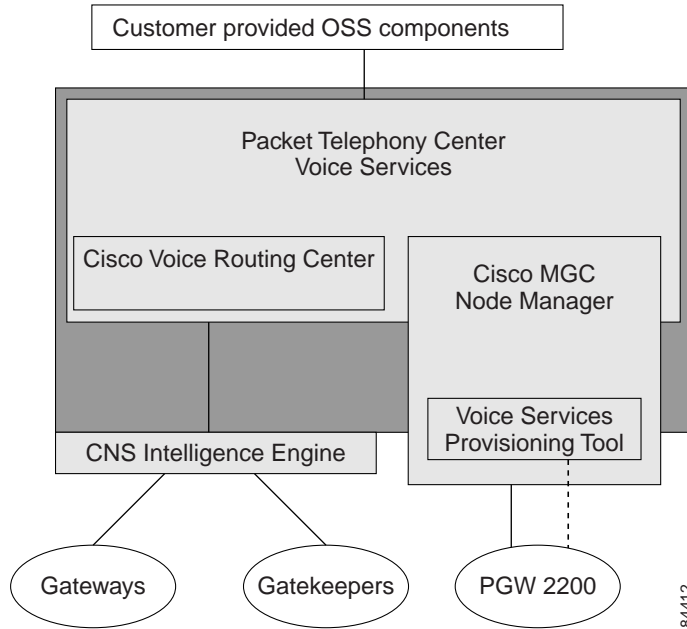 Customer provided OSS components
Packet Telephony Center
Voice Services
Cisco Voice Routing Center
Cisco MGC
Node Manager
Voice Services
Provisioning Tool
CNS Intelligence Engine
Gateways
Gatekeepers
PGW 2200
84412